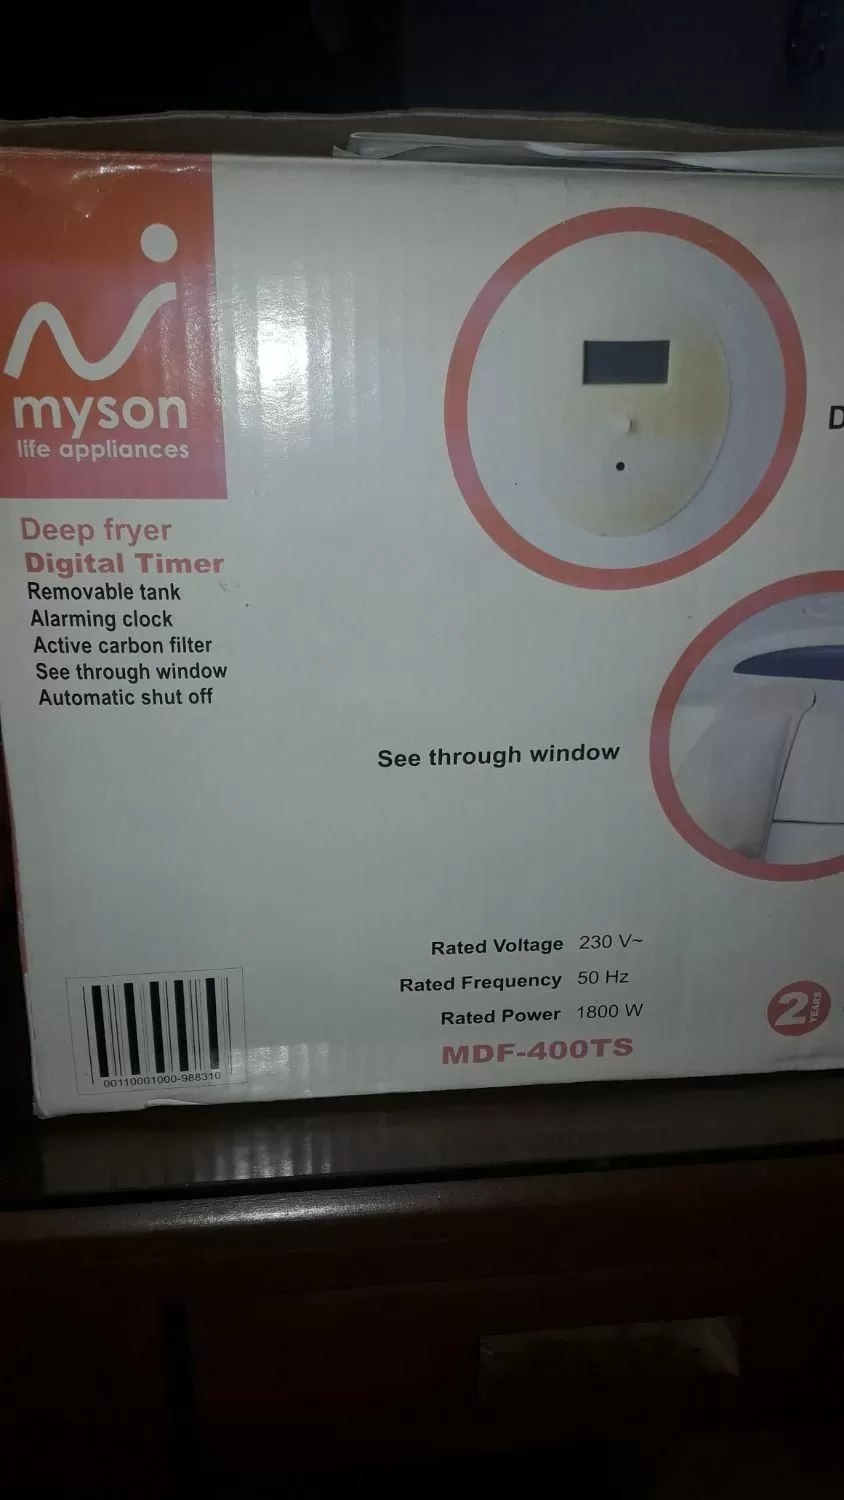 myson
life appliances
Deep fryer
Digital Timer
Removable tank
Alarming clock
Active carbon filter
See through window
Automatic shut off
D
See through window
Rated Voltage 230 V~
Rated Frequency 50 Hz
Rated Power 1800 W
MDF-400TS
2 YEARS
00110001000-988310